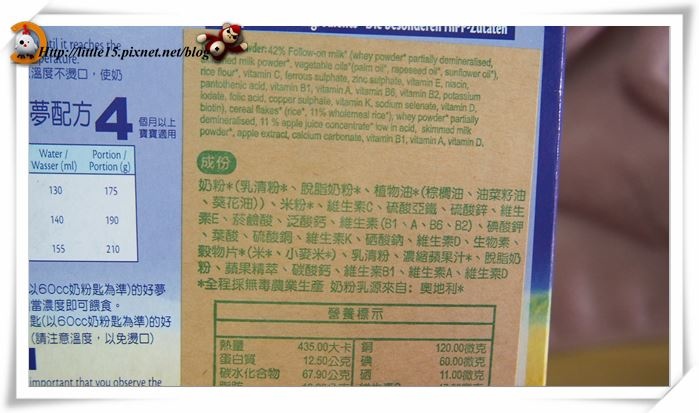 Http://little15.pixnet.net/blog
til it reaches the
perature.
溫度不燙口，使奶
夢配方4個月以上
寶寶適用
Water / Portion /
Wasser (ml) Portion (g)
130 175
140 190
155 210
以60cc奶粉匙為準)的好夢
當濃度即可餵食。
匙(以60cc奶粉匙為準)的好
(請注意溫度，以免燙口)
important that you observe the
Die besonderen HiPP-Zutaten
der: 42% Follow-on milk* (whey powder* partially demineralised,
med milk powder*, vegetable oils*(palm oil*, rapeseed oil*, sunflower oil*),
rice flour*, vitamin C, ferrous sulphate, zinc sulphate, vitamin E, niacin,
pantothenic acid, vitamin B1, vitamin A, vitamin B6, vitamin B2, potassium
iodate, folic acid, copper sulphate, vitamin K, sodium selenate, vitamin D,
biotin), cereal flakes* (rice*, 11% wholemeal rice*), whey powder* partially
demineralised, 11 % apple juice concentrate* low in acid, skimmed milk
powder*, apple extract, calcium carbonate, vitamin B1, vitamin A, vitamin D.
成份
奶粉*(乳清粉*、脫脂奶粉*、植物油*(棕櫚油、油菜籽油
、葵花油))、米粉*、維生素C、硫酸亞鐵、硫酸鋅、維生
素E、菸鹼酸、泛酸鈣、維生素(B1、A、B6、B2)、碘酸鉀
、葉酸、硫酸銅、維生素K、硒酸鈉、維生素D、生物素、
穀物片*(米*、小麥米*)、乳清粉、濃縮蘋果汁*、脫脂奶
粉、蘋果精萃、碳酸鈣、維生素B1、維生素A、維生素D
*全程採無毒農業生產 奶粉乳源來自: 奧地利*
營養標示
熱量 435.00大卡 銅 120.00微克
蛋白質 12.50公克 碘 60.00微克
碳水化合物 67.90公克 硒 11.00微克